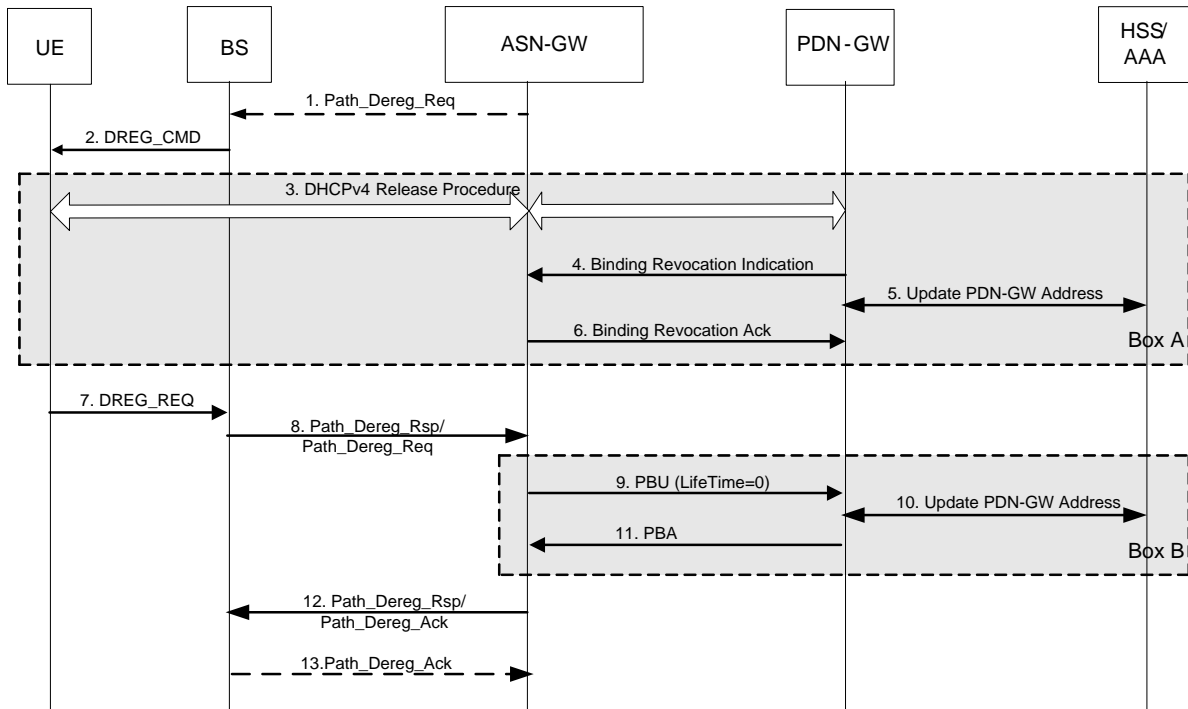 UE
BS
ASN-GW
PDN-GW
HSS/
AAA
1. Path_Dereg_Req
2. DREG_CMD
3. DHCPv4 Release Procedure
4. Binding Revocation Indication
5. Update PDN-GW Address
6. Binding Revocation Ack
Box A
7. DREG_REQ
8. Path_Dereg_Rsp/
Path_Dereg_Req
9. PBU (LifeTime=0)
10. Update PDN-GW Address
11. PBA
Box B
12. Path_Dereg_Rsp/
Path_Dereg_Ack
13.Path_Dereg_Ack